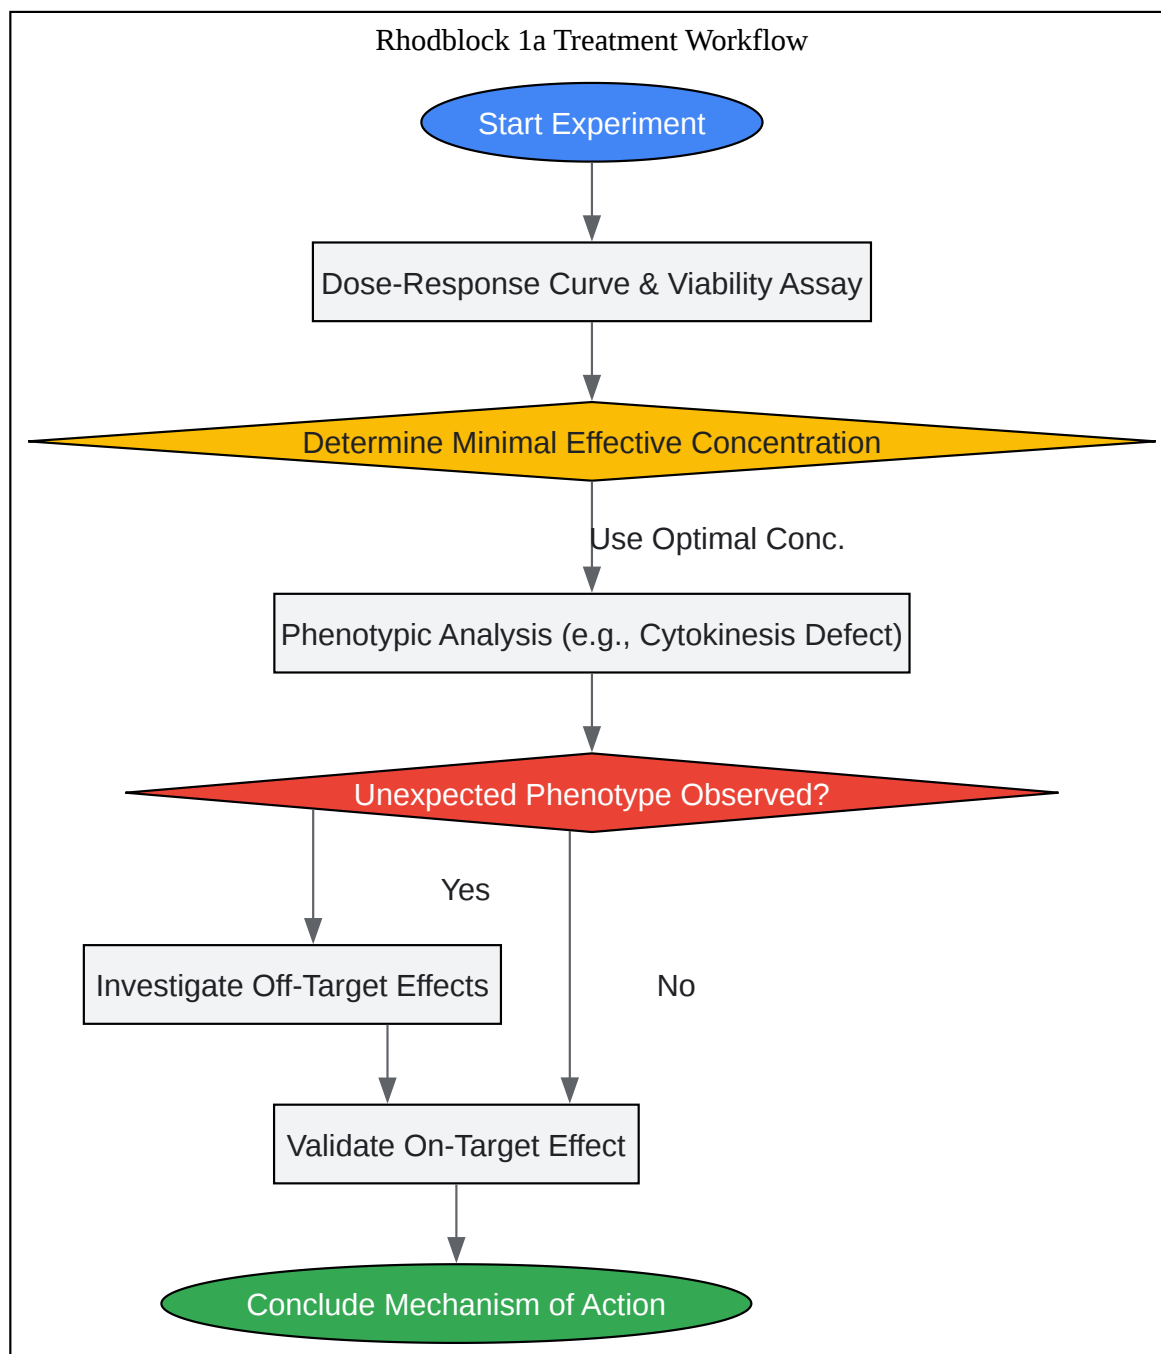 Rhodblock 1a Treatment Workflow
Start Experiment
Dose-Response Curve & Viability Assay
Determine Minimal Effective Concentration
Use Optimal Conc.
Phenotypic Analysis (e.g., Cytokinesis Defect)
Unexpected Phenotype Observed?
Yes
Investigate Off-Target Effects
No
Validate On-Target Effect
Conclude Mechanism of Action